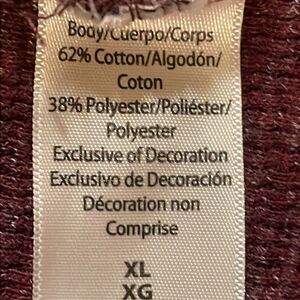 Body/Cuerpo/Corps
62% Cotton/Algodón/
Coton
38% Polyester/Poliéster/
Polyester
Exclusive of Decoration
Exclusivo de Decoración
Décoration non
Comprise
XL
XG